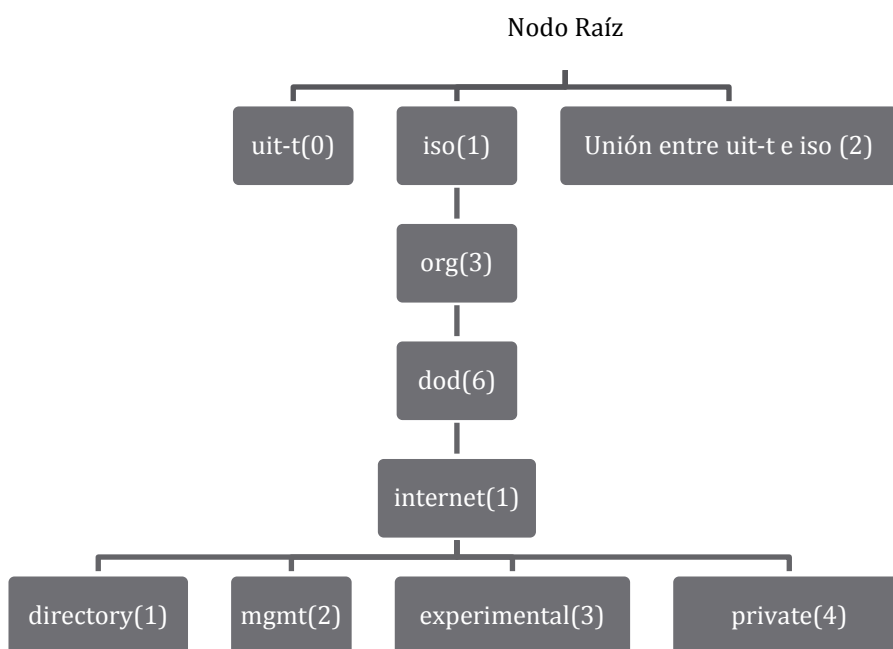 Nodo Raíz
uit-t(0)
iso(1)
Unión entre uit-t e iso (2)
org(3)
dod(6)
internet(1)
directory(1)
mgmt(2)
experimental(3)
private(4)